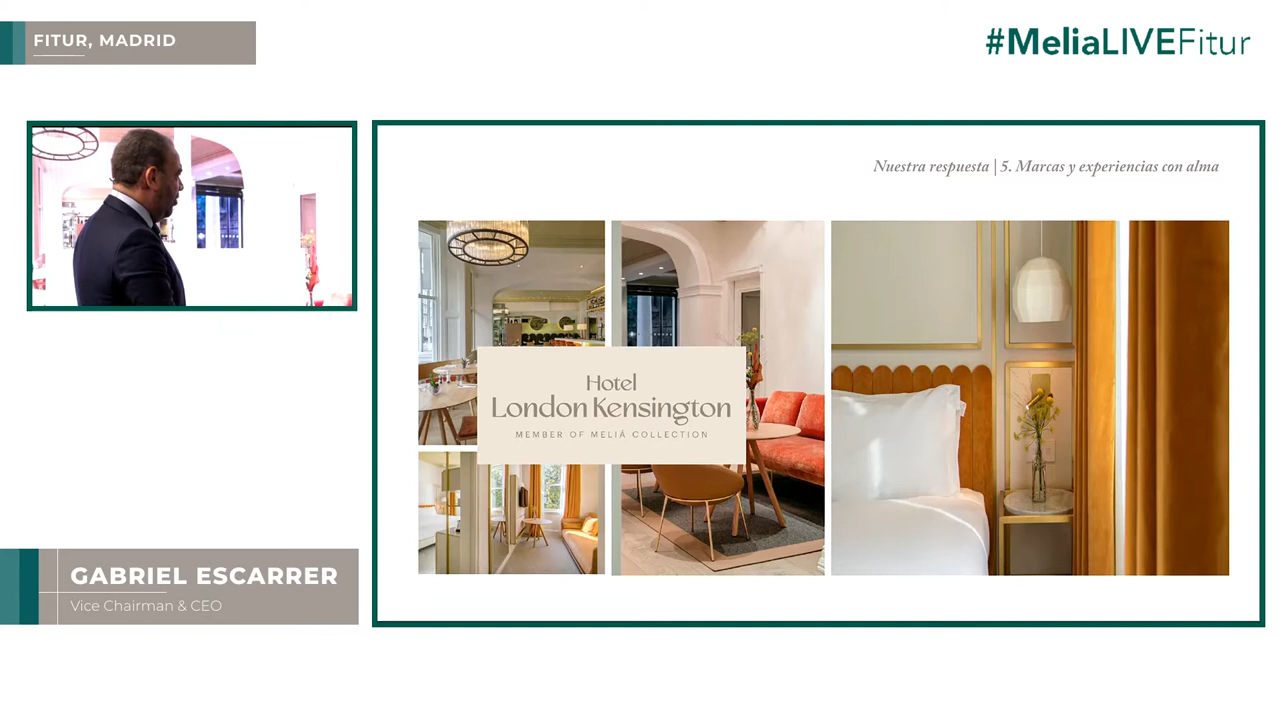 FITUR, MADRID
#MeliaLIVEFitur
Nuestra respuesta | 5. Marcas y experiencias con alma
Hotel
London Kensington
MEMBER OF MELIÁ COLLECTION
GABRIEL ESCARRER
Vice Chairman & CEO